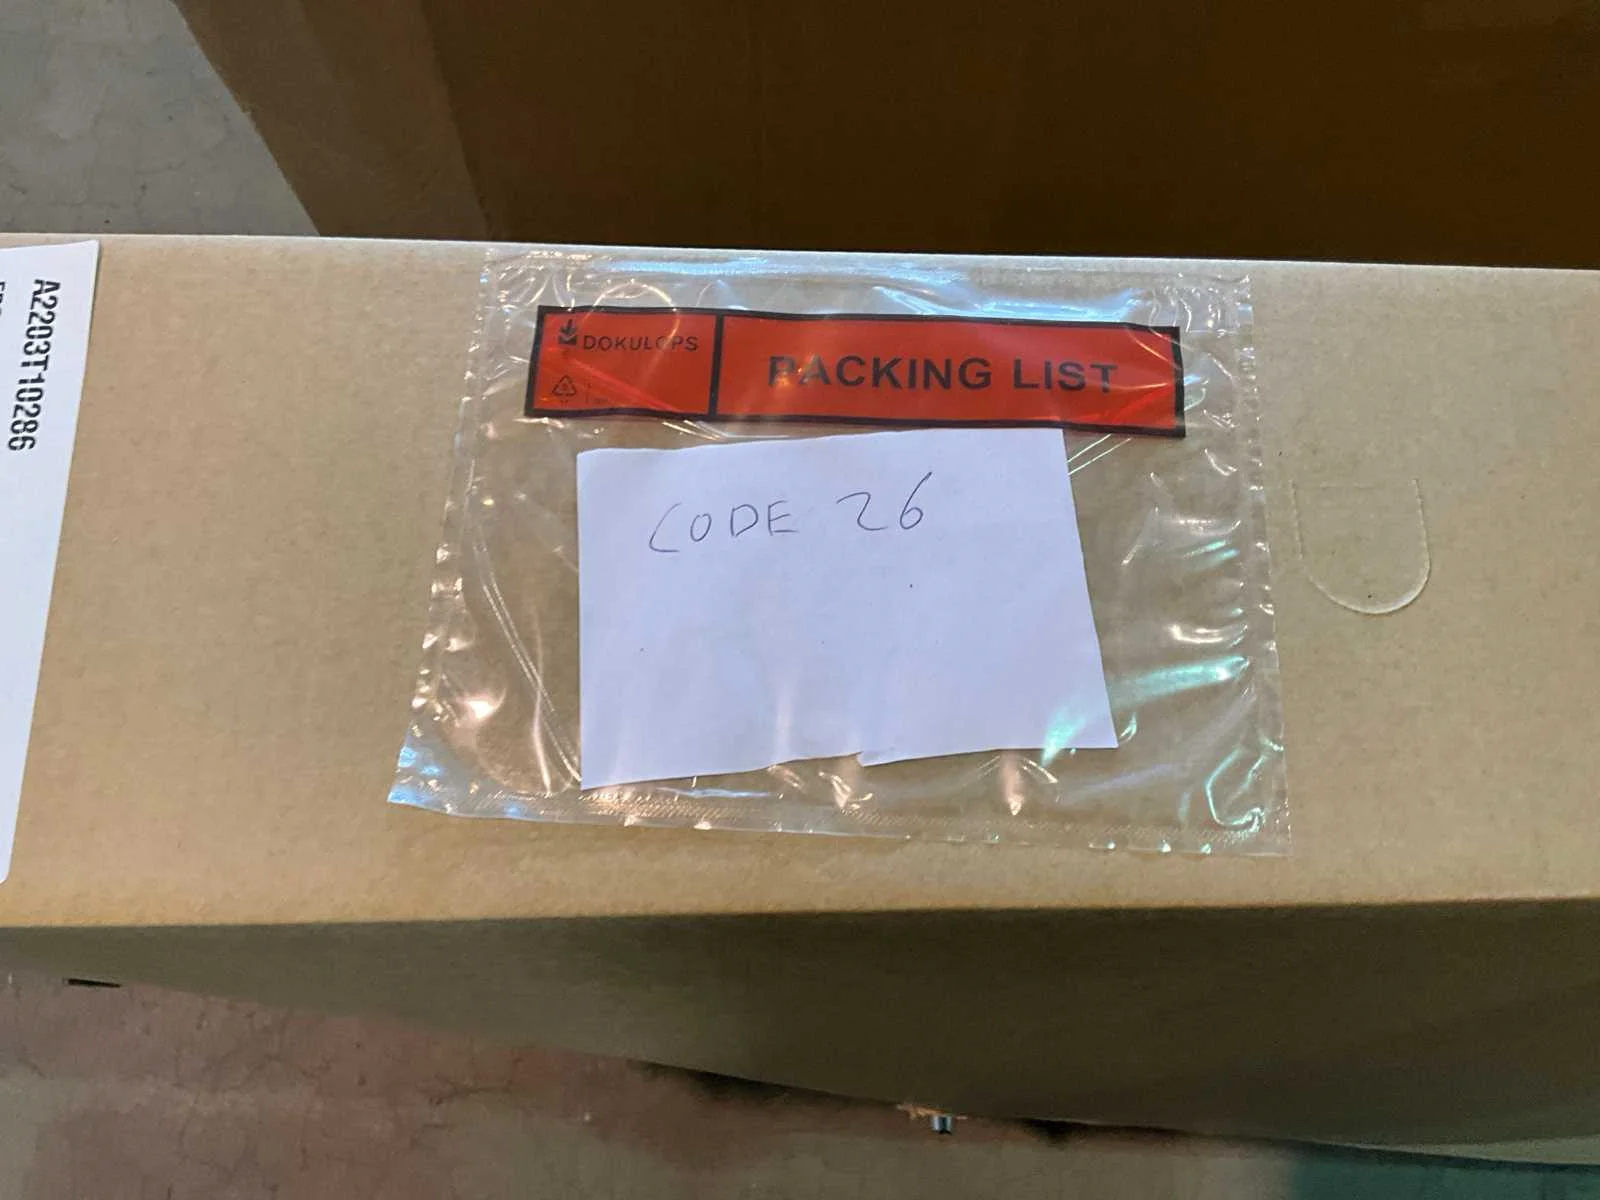 A2203T10286
DOKULOPS
PACKING LIST
CODE 26